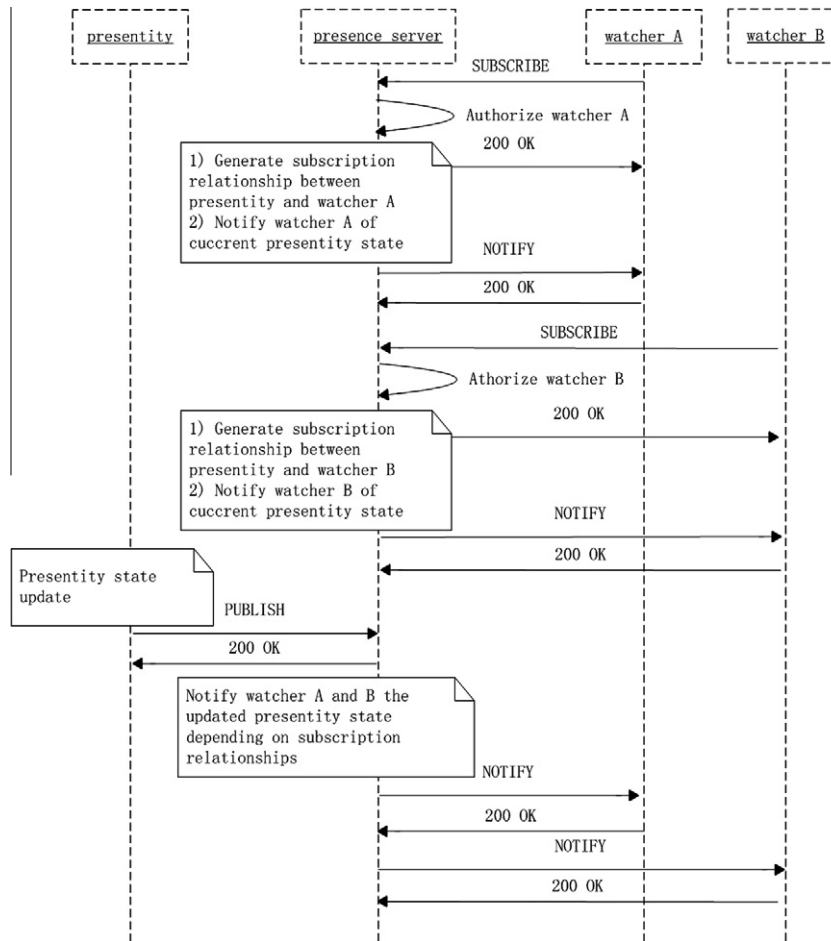 presentity
presence server
watcher A
watcher B
SUBSCRIBE
Authorize watcher A
200 OK
1) Generate subscription
relationship between
presentity and watcher A
2) Notify watcher A of
cuccrent presentity state
NOTIFY
200 OK
SUBSCRIBE
Athorize watcher B
200 OK
1) Generate subscription
relationship between
presentity and watcher B
2) Notify watcher B of
cuccrent presentity state
NOTIFY
200 OK
Presentity state
update
PUBLISH
200 OK
Notify watcher A and B the
updated presentity state
depending on subscription
relationships
NOTIFY
200 OK
NOTIFY
200 OK